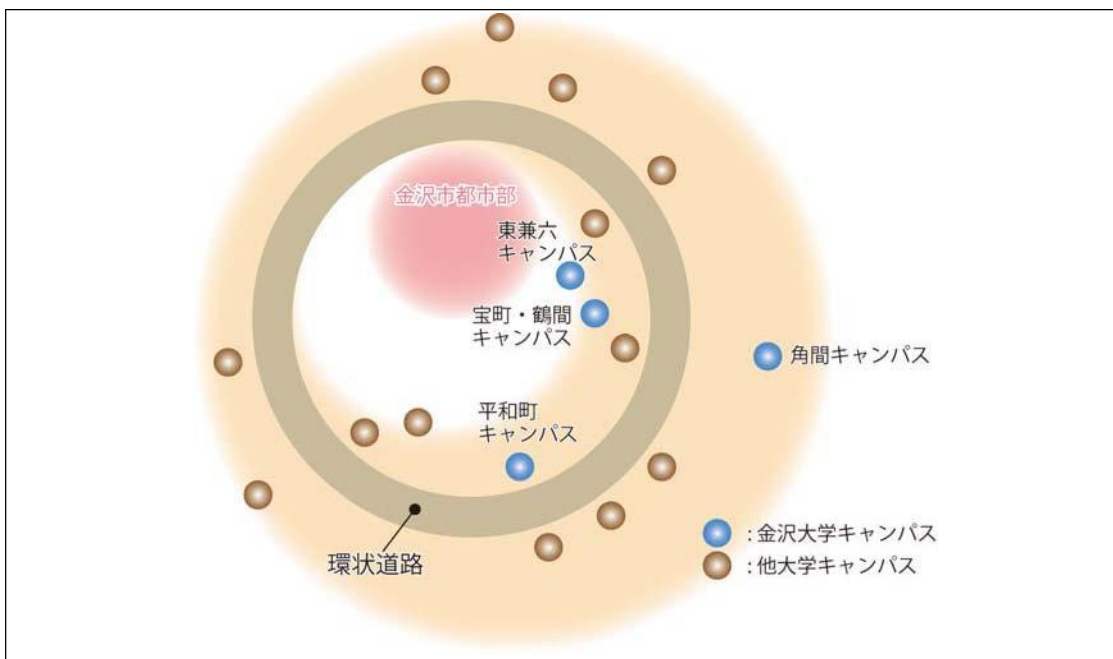 金沢市都市部
東兼六
キャンパス
宝町・鶴間
キャンパス
角間キャンパス
平和町
キャンパス
環状道路
:金沢大学キャンパス
:他大学キャンパス